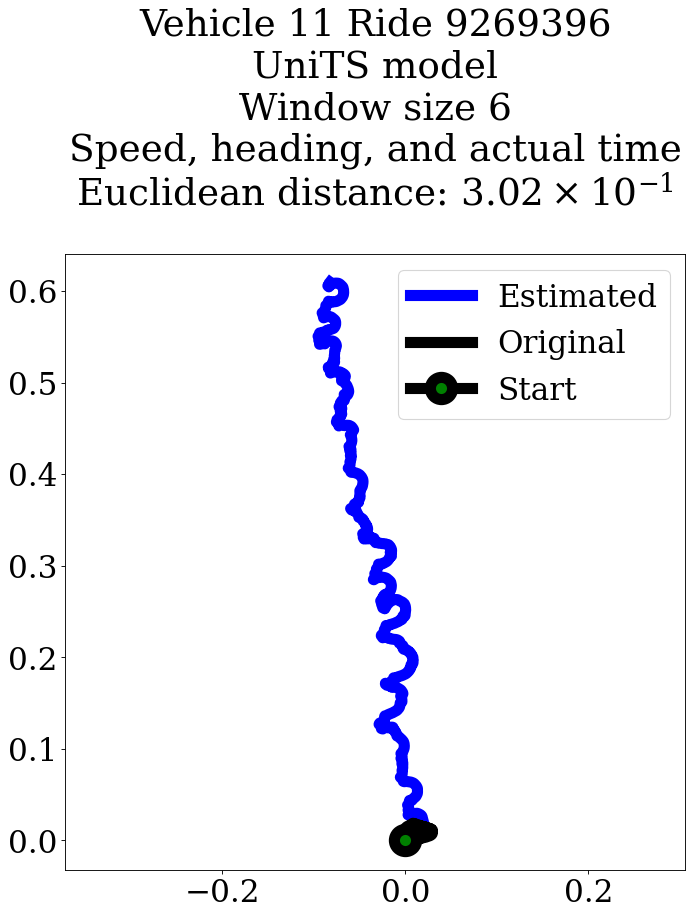 Vehicle 11 Ride 9269396
UniTS model
Window size 6
Speed, heading, and actual time
Euclidean distance: 3.02 × 10⁻¹
Estimated
Original
Start
0.6
0.5
0.4
0.3
0.2
0.1
0.0
−0.2 0.0 0.2